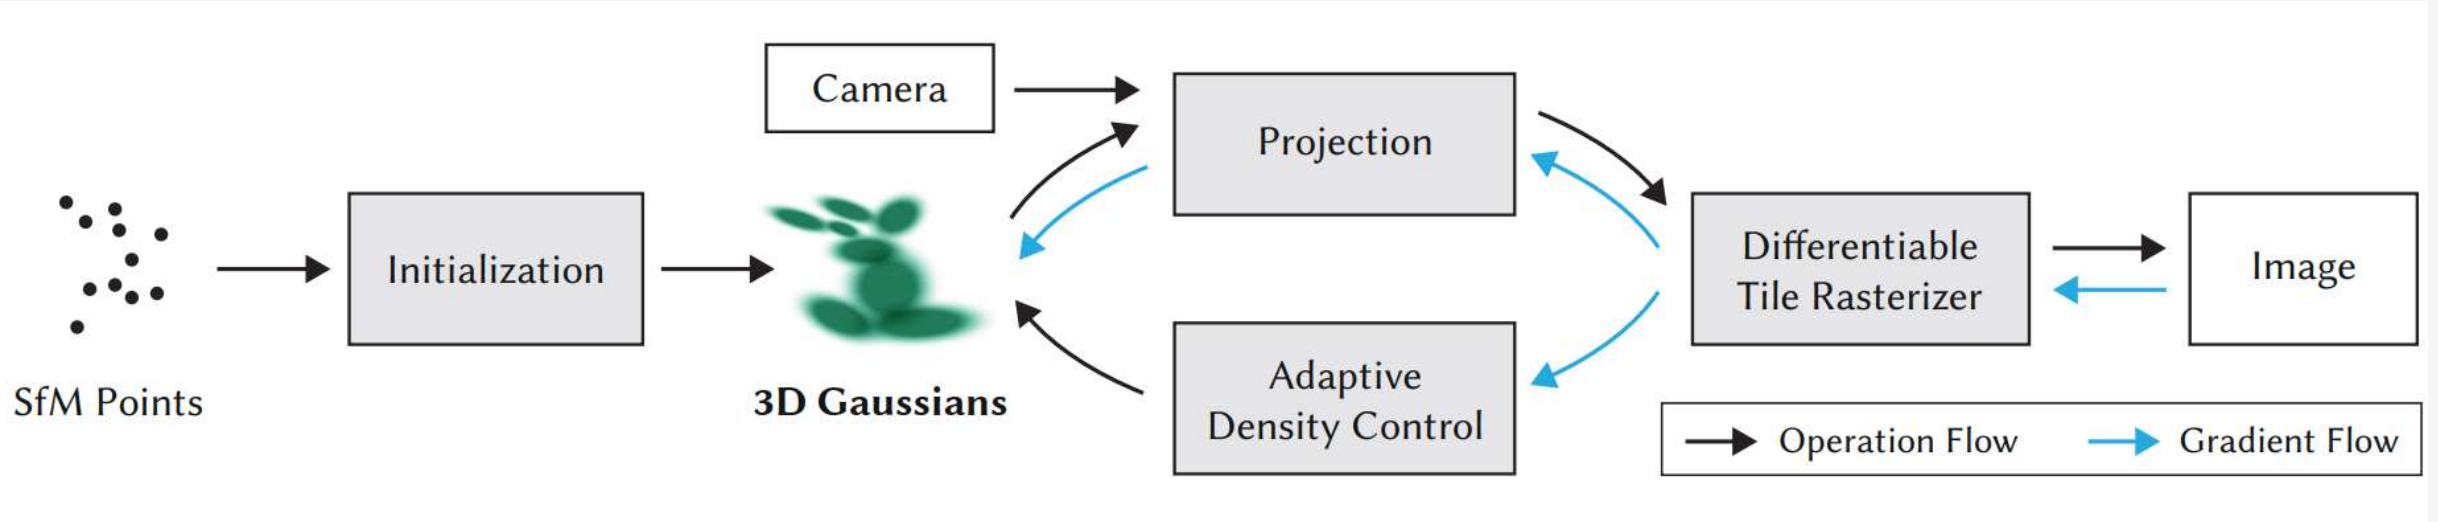 Camera
Projection
Initialization
Differentiable
Tile Rasterizer
Image
SfM Points
3D Gaussians
Adaptive
Density Control
Operation Flow
Gradient Flow